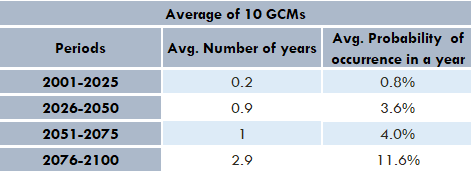 Average of 10 GCMs
Periods Avg. Number of years Avg. Probability of occurrence in a year
2001-2025 0.2 0.8%
2026-2050 0.9 3.6%
2051-2075 1 4.0%
2076-2100 2.9 11.6%